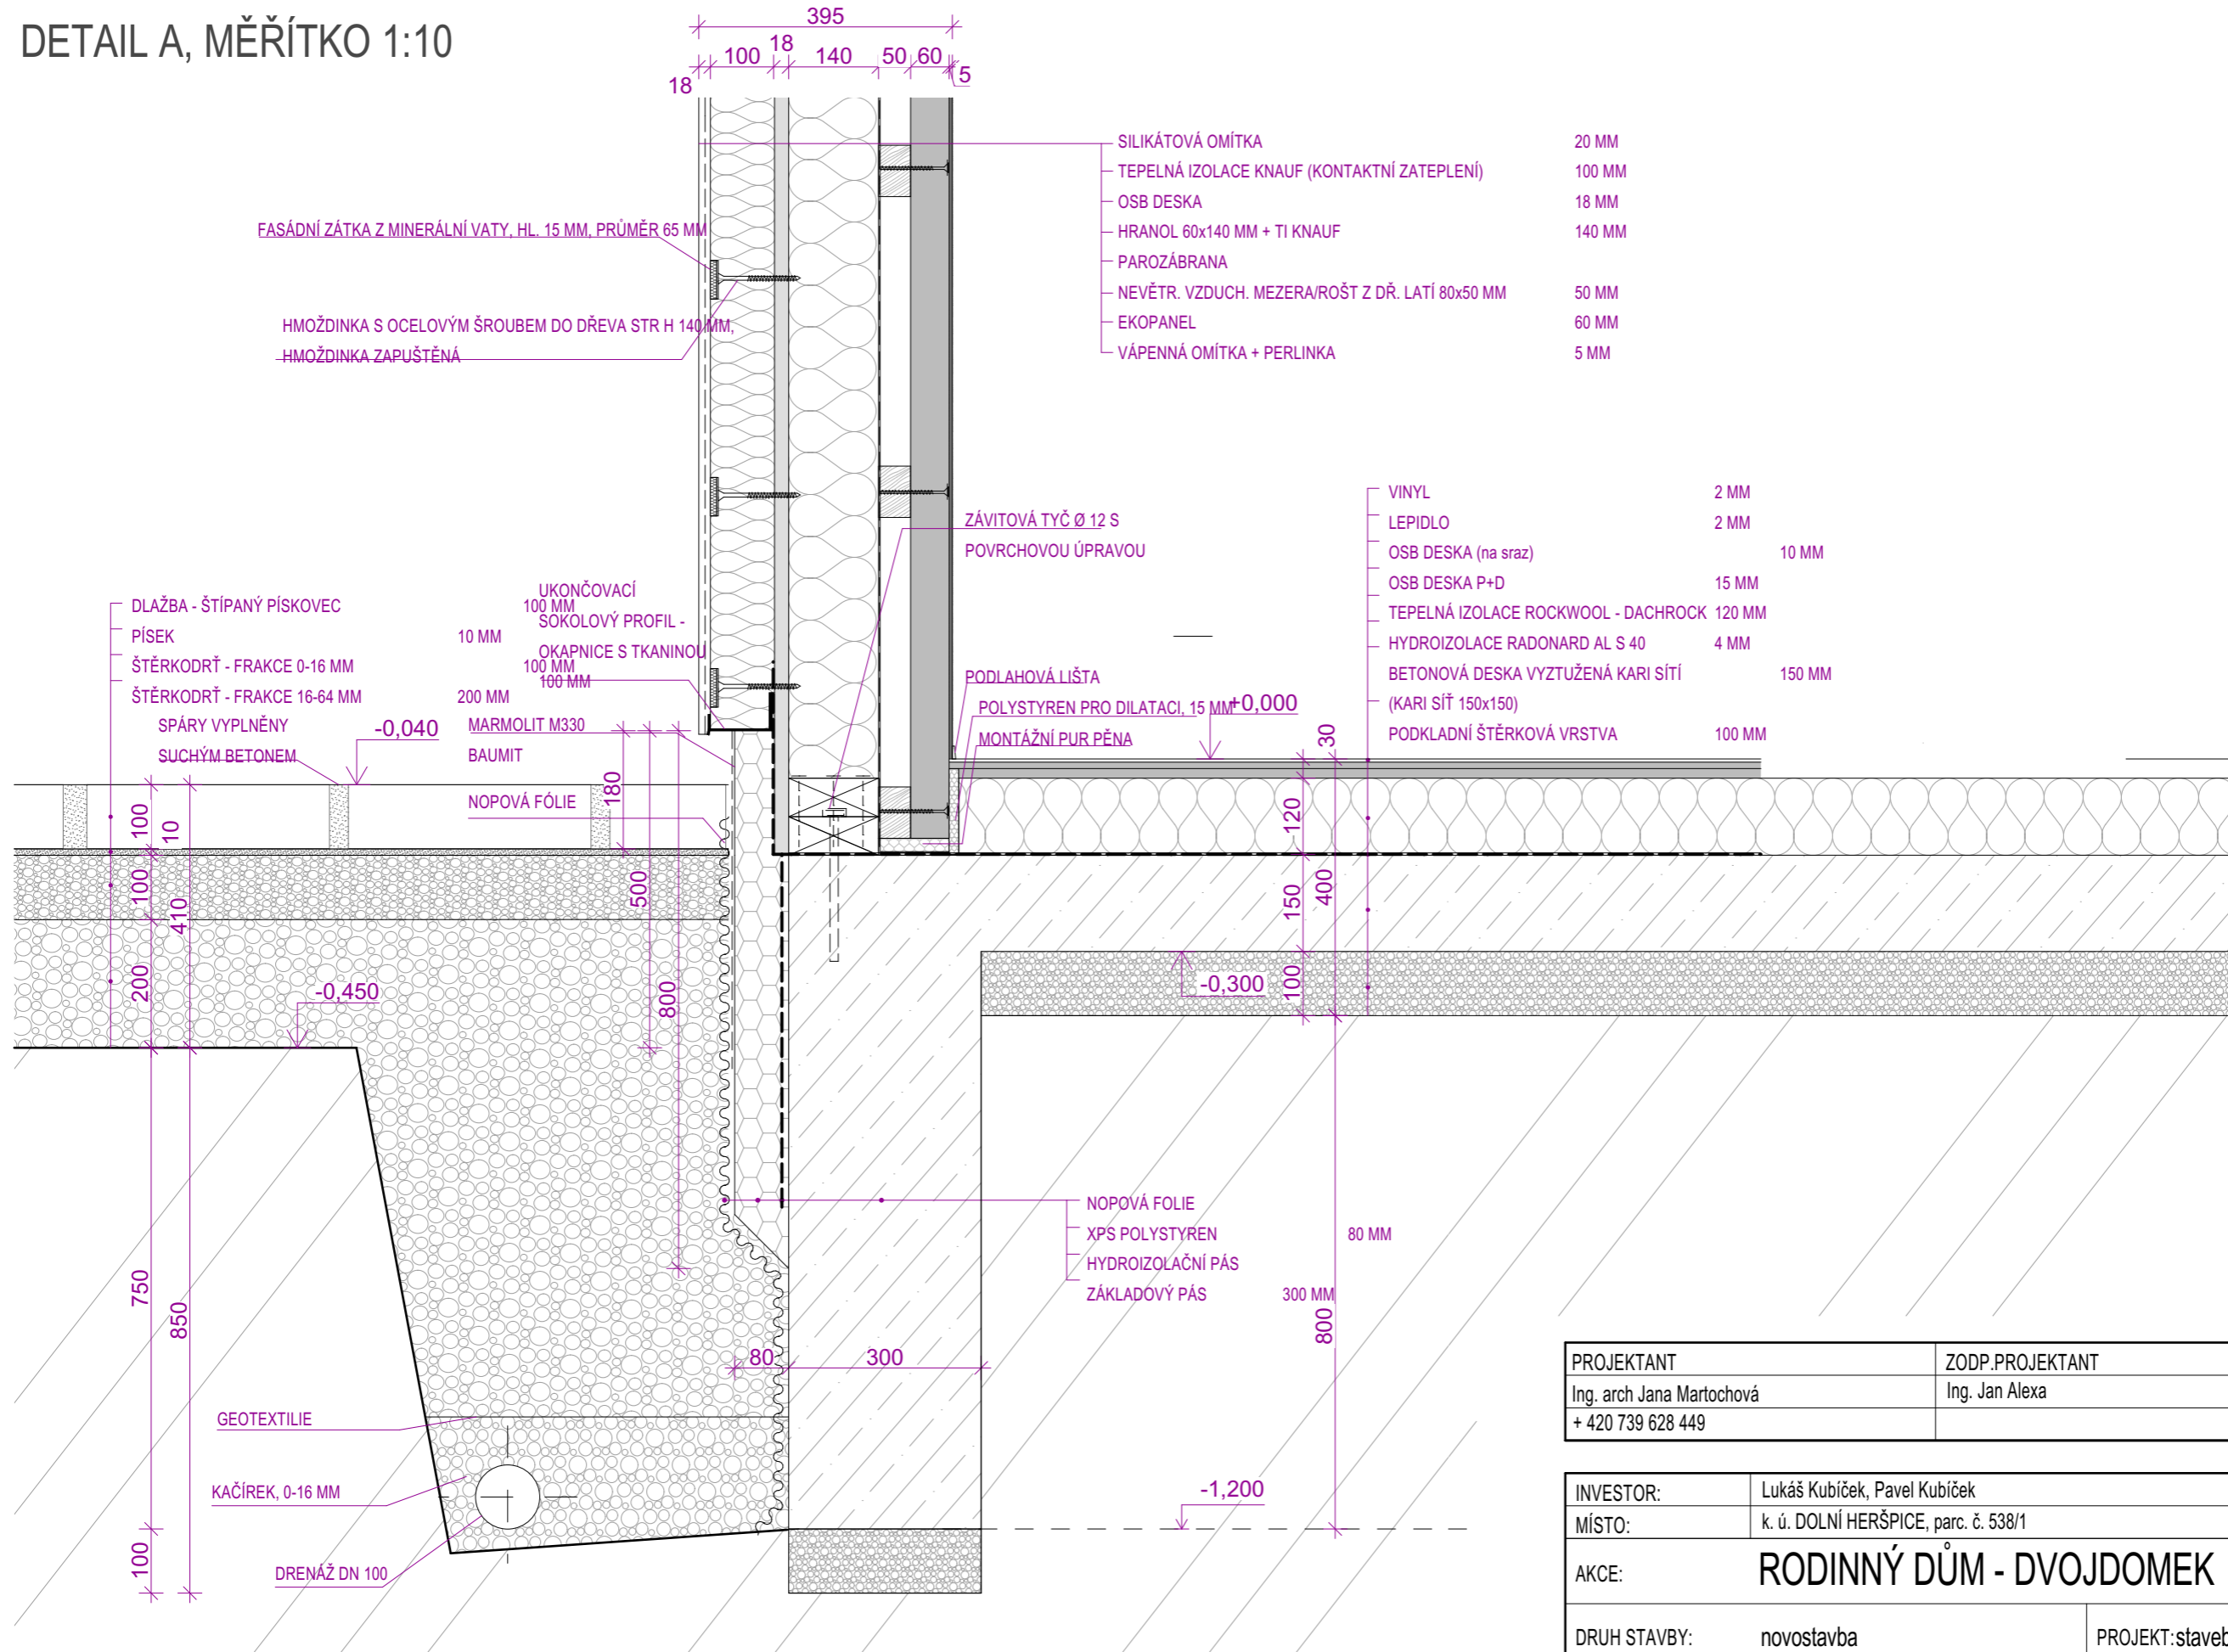 DETAIL A, MĚŘÍTKO 1:10
395
18
100
18
140
50
60
5
SILIKÁTOVÁ OMÍTKA 20 MM
TEPELNÁ IZOLACE KNAUF (KONTAKTNÍ ZATEPLENÍ) 100 MM
OSB DESKA 18 MM
HRANOL 60x140 MM + TI KNAUF 140 MM
PAROZÁBRANA
NEVĚTR. VZDUCH. MEZERA/ROŠT Z DŘ. LATÍ 80x50 MM 50 MM
EKOPANEL 60 MM
VÁPENNÁ OMÍTKA + PERLINKA 5 MM
FASÁDNÍ ZÁTKA Z MINERÁLNÍ VATY, HL. 15 MM, PRŮMĚR 65 MM
HMOŽDINKA S OCELOVÝM ŠROUBEM DO DŘEVA STR H 140 MM,
HMOŽDINKA ZAPUŠTĚNÁ
ZÁVITOVÁ TYČ Ø 12 S
POVRCHOVOU ÚPRAVOU
VINYL 2 MM
LEPIDLO 2 MM
OSB DESKA (na sraz) 10 MM
OSB DESKA P+D 15 MM
TEPELNÁ IZOLACE ROCKWOOL - DACHROCK 120 MM
HYDROIZOLACE RADONARD AL S 40 4 MM
BETONOVÁ DESKA VYZTUŽENÁ KARI SÍTÍ 150 MM
(KARI SÍŤ 150x150)
PODKLADNÍ ŠTĚRKOVÁ VRSTVA 100 MM
DLAŽBA - ŠTÍPANÝ PÍSKOVEC 100 MM
PÍSEK 10 MM
ŠTĚRKODRŤ - FRAKCE 0-16 MM 100 MM
100 MM
ŠTĚRKODRŤ - FRAKCE 16-64 MM 200 MM
SPÁRY VYPLNĚNY
SUCHÝM BETONEM
UKONČOVACÍ
SOKOLOVÝ PROFIL -
OKAPNICE S TKANINOU
MARMOLIT M330
BAUMIT
NOPOVÁ FÓLIE
PODLAHOVÁ LIŠTA
POLYSTYREN PRO DILATACI, 15 MM
MONTÁŽNÍ PUR PĚNA
+0,000
-0,040
-0,450
-0,300
-1,200
30
120
150
400
100
800
180
500
800
100
10
100
410
200
750
850
100
80
300
NOPOVÁ FOLIE
XPS POLYSTYREN 80 MM
HYDROIZOLAČNÍ PÁS
ZÁKLADOVÝ PÁS 300 MM
GEOTEXTILIE
KAČÍREK, 0-16 MM
DRENÁŽ DN 100
PROJEKTANT ZODP.PROJEKTANT
Ing. arch Jana Martochová Ing. Jan Alexa
+ 420 739 628 449
INVESTOR: Lukáš Kubíček, Pavel Kubíček
MÍSTO: k. ú. DOLNÍ HERŠPICE, parc. č. 538/1
AKCE: RODINNÝ DŮM - DVOJDOMEK
DRUH STAVBY: novostavba PROJEKT: